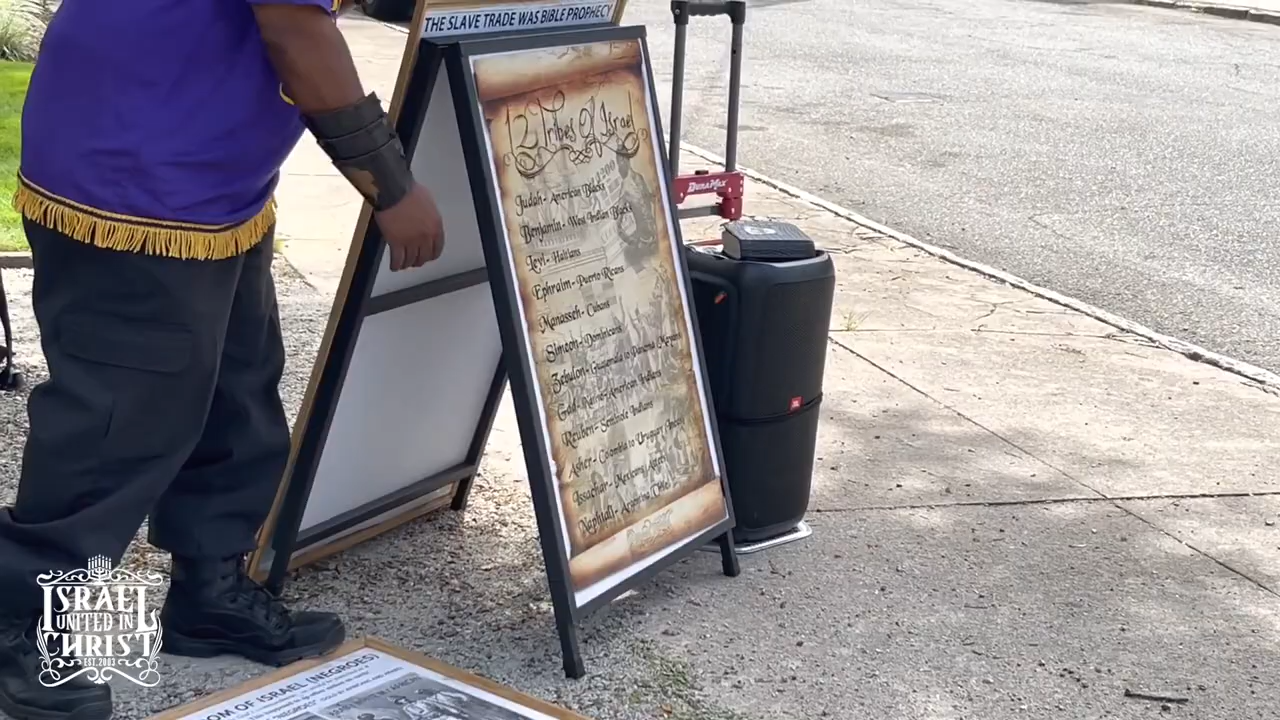 THE SLAVE TRADE WAS BIBLE PROPHECY
12 Tribes Of Israel
Judah- American Blacks
Benjamin- West Indian Blacks
Levi- Haitians
Ephraim- Puerto Ricans
Manasseh- Cubans
Simeon- Dominicans
Zebulon- Guatemala to Panama
Gad- Native-American Indians
Reuben- Seminole Indians
Asher- Colombia to Uruguay
Issachar- Mexicans
Naphtali- Argentina
DURAMAX
JBL
OM OF ISRAEL (NEGROES)
ISRAEL
UNITED IN
CHRIST
EST. 2003